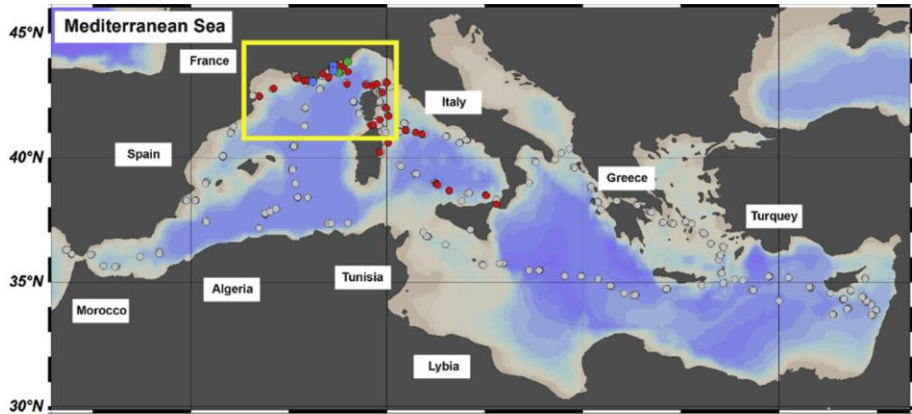 Mediterranean Sea
45°N
France
Italy
40°N
Spain
Greece
Turquey
35°N
Tunisia
Algeria
Morocco
Lybia
30°N